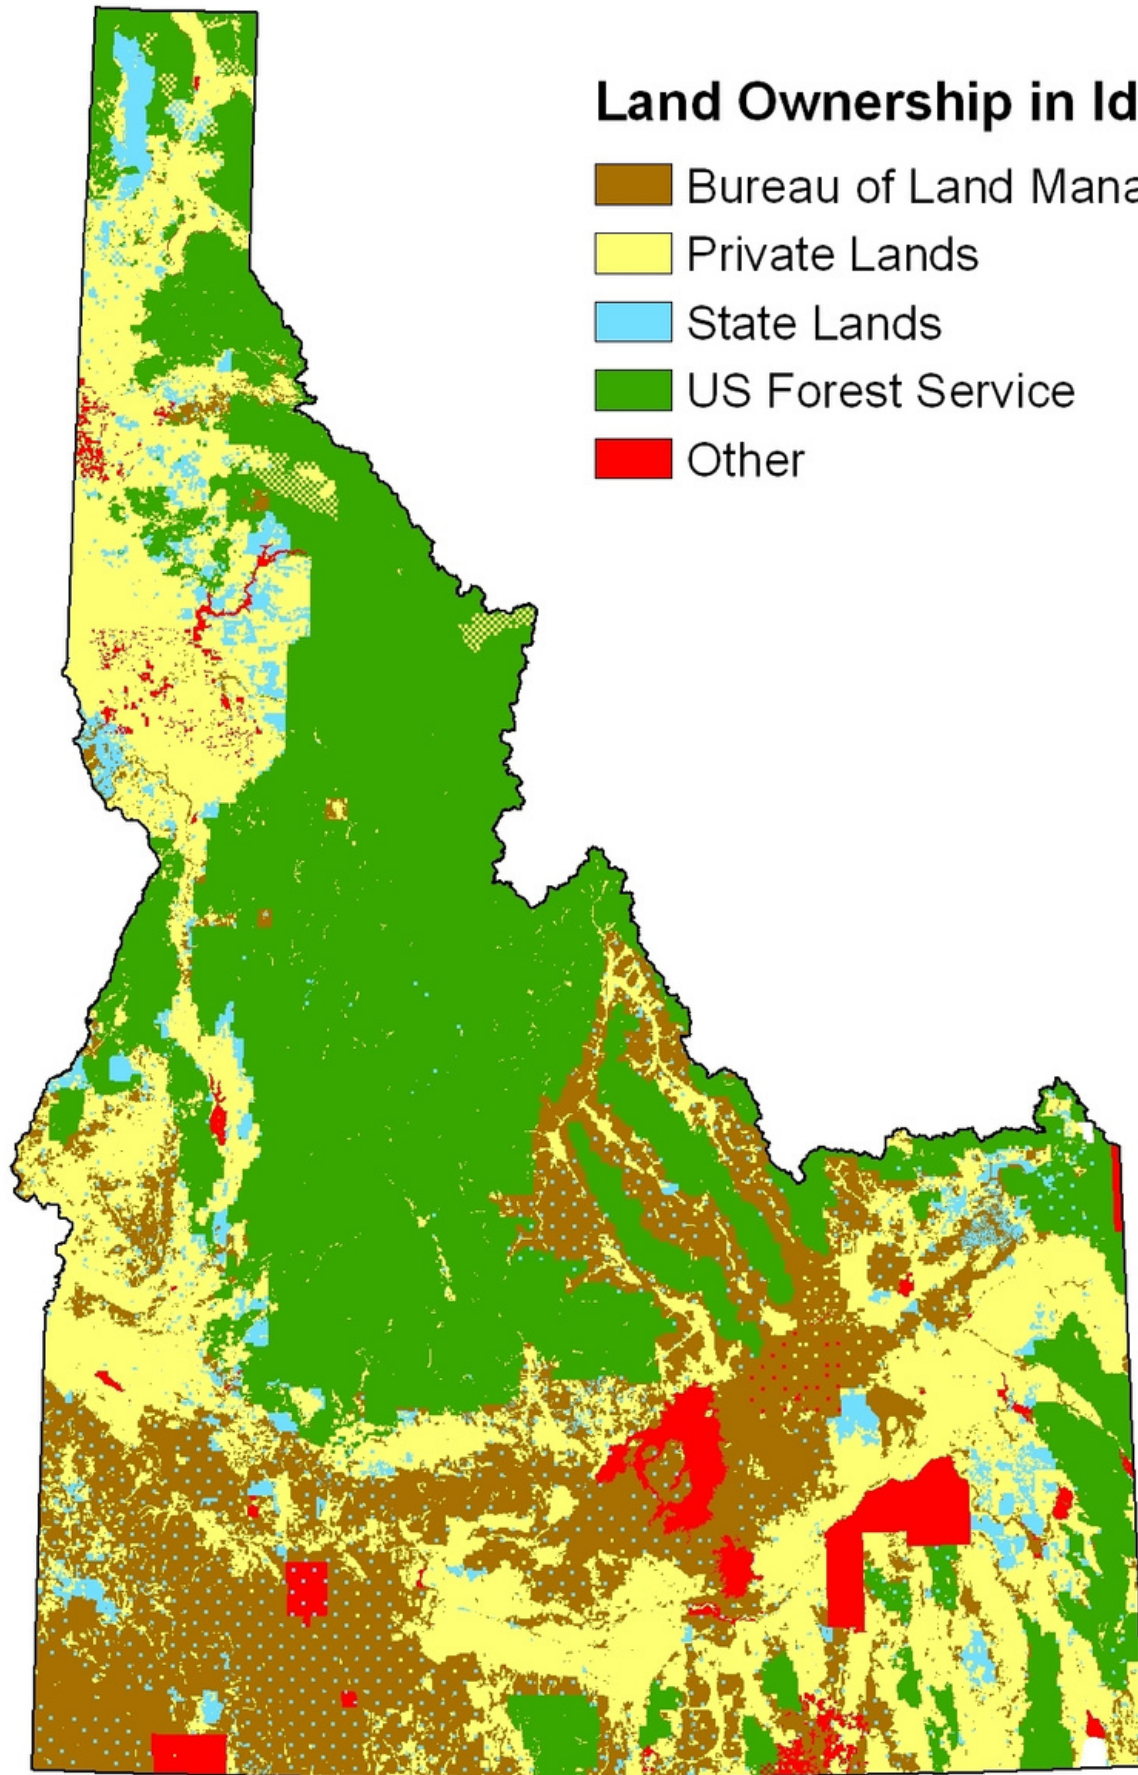 Land Ownership in Id
Bureau of Land Mana
Private Lands
State Lands
US Forest Service
Other